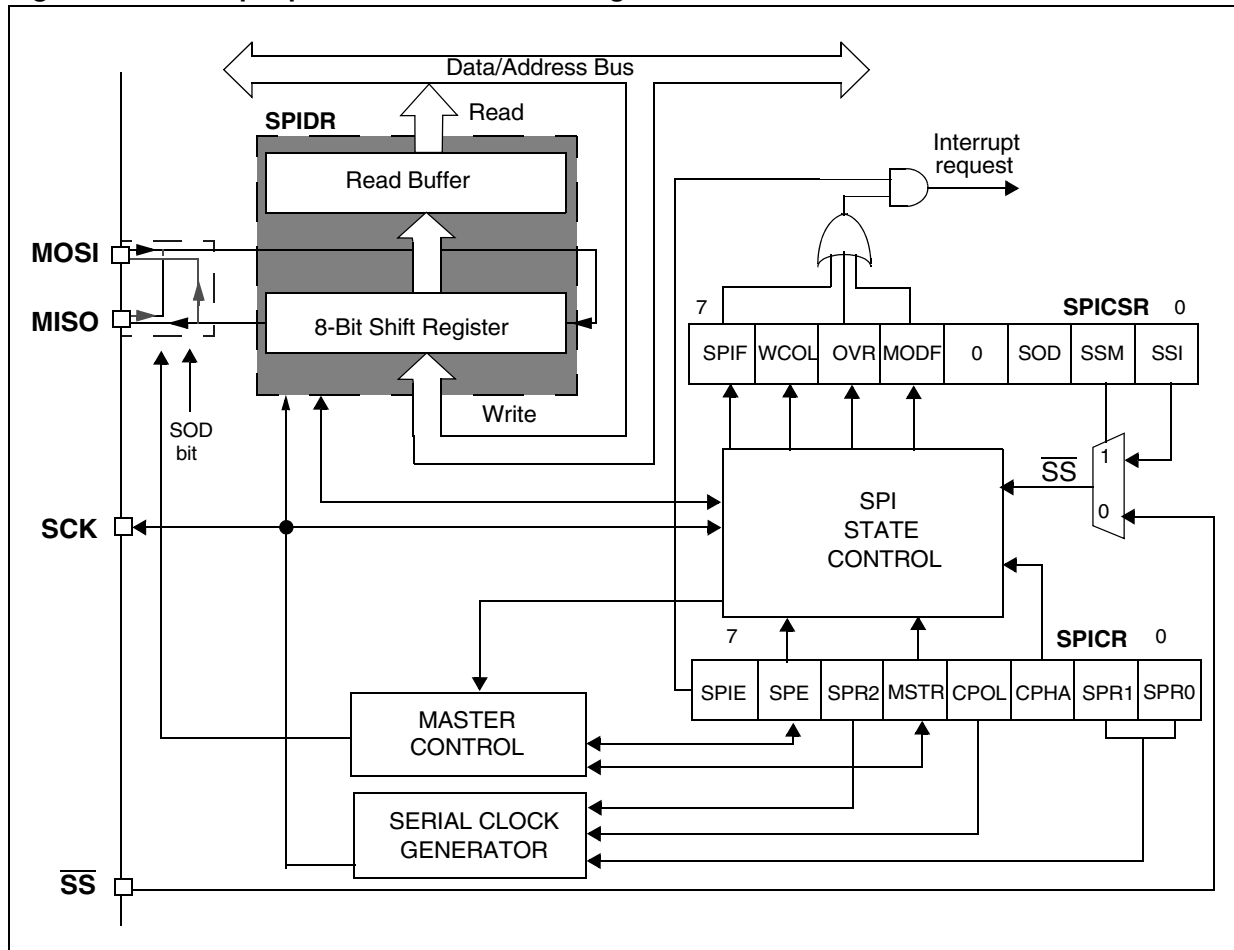 Data/Address Bus
SPIDR
Read
Read Buffer
Interrupt
request
MOSI
MISO
8-Bit Shift Register
SOD
bit
Write
7
SPICSR
0
SPIF
WCOL
OVR
MODF
0
SOD
SSM
SSI
1
SS
0
SCK
SPI
STATE
CONTROL
7
SPICR
0
SPIE
SPE
SPR2
MSTR
CPOL
CPHA
SPR1
SPR0
MASTER
CONTROL
SERIAL CLOCK
GENERATOR
SS